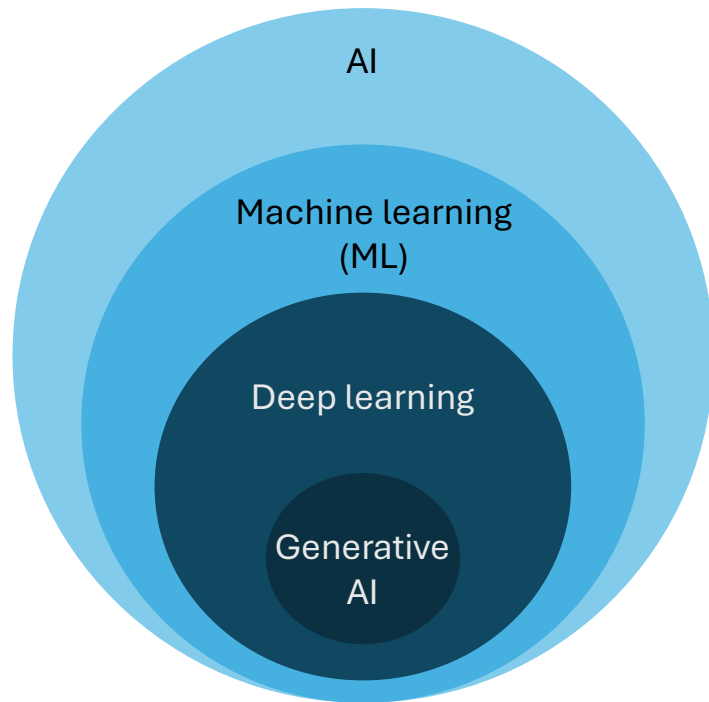 AI
Machine learning
(ML)
Deep learning
Generative
AI